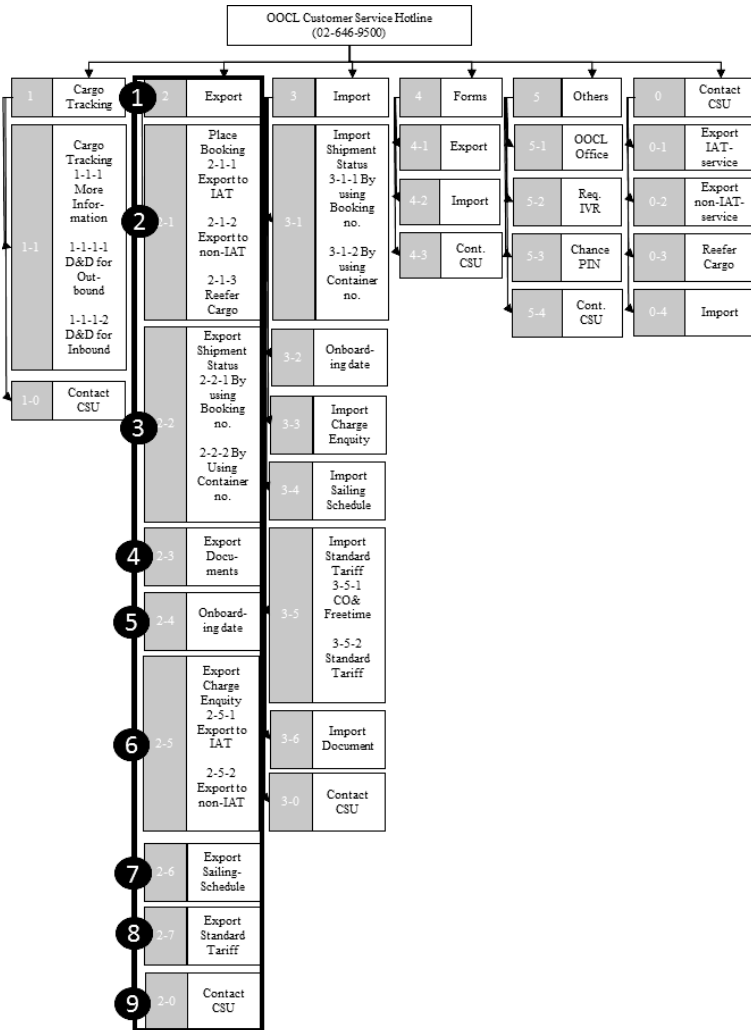 OOCL Customer Service Hotline
(02-646-9500)
1
Cargo
Tracking
1-1
Cargo
Tracking
1-1-1
More
Infor-
mation
1-1-1-1
D&D for
Out-
bound
1-1-1-2
D&D for
Inbound
1-0
Contact
CSU
1
2
Export
2
2-1
Place
Booking
2-1-1
Export to
IAT
2-1-2
Export to
non-IAT
2-1-3
Reefer
Cargo
3
2-2
Export
Shipment
Status
2-2-1 By
using
Booking
no.
2-2-2 By
Using
Container
no.
4
2-3
Export
Docu-
ments
5
2-4
Onboard-
ing date
6
2-5
Export
Charge
Enquity
2-5-1
Export to
IAT
2-5-2
Export to
non-IAT
7
2-6
Export
Sailing-
Schedule
8
2-7
Export
Standard
Tariff
9
2-0
Contact
CSU
3
Import
3-1
Import
Shipment
Status
3-1-1 By
using
Booking
no.
3-1-2 By
using
Container
no.
3-2
Onboard-
ing date
3-3
Import
Charge
Enquity
3-4
Import
Sailing
Schedule
3-5
Import
Standard
Tariff
3-5-1
CO&
Freetime
3-5-2
Standard
Tariff
3-6
Import
Document
3-0
Contact
CSU
4
Forms
4-1
Export
4-2
Import
4-3
Cont.
CSU
5
Others
5-1
OOCL
Office
5-2
Req.
IVR
5-3
Chance
PIN
5-4
Cont.
CSU
0
Contact
CSU
0-1
Export
IAT-
service
0-2
Export
non-IAT-
service
0-3
Reefer
Cargo
0-4
Import